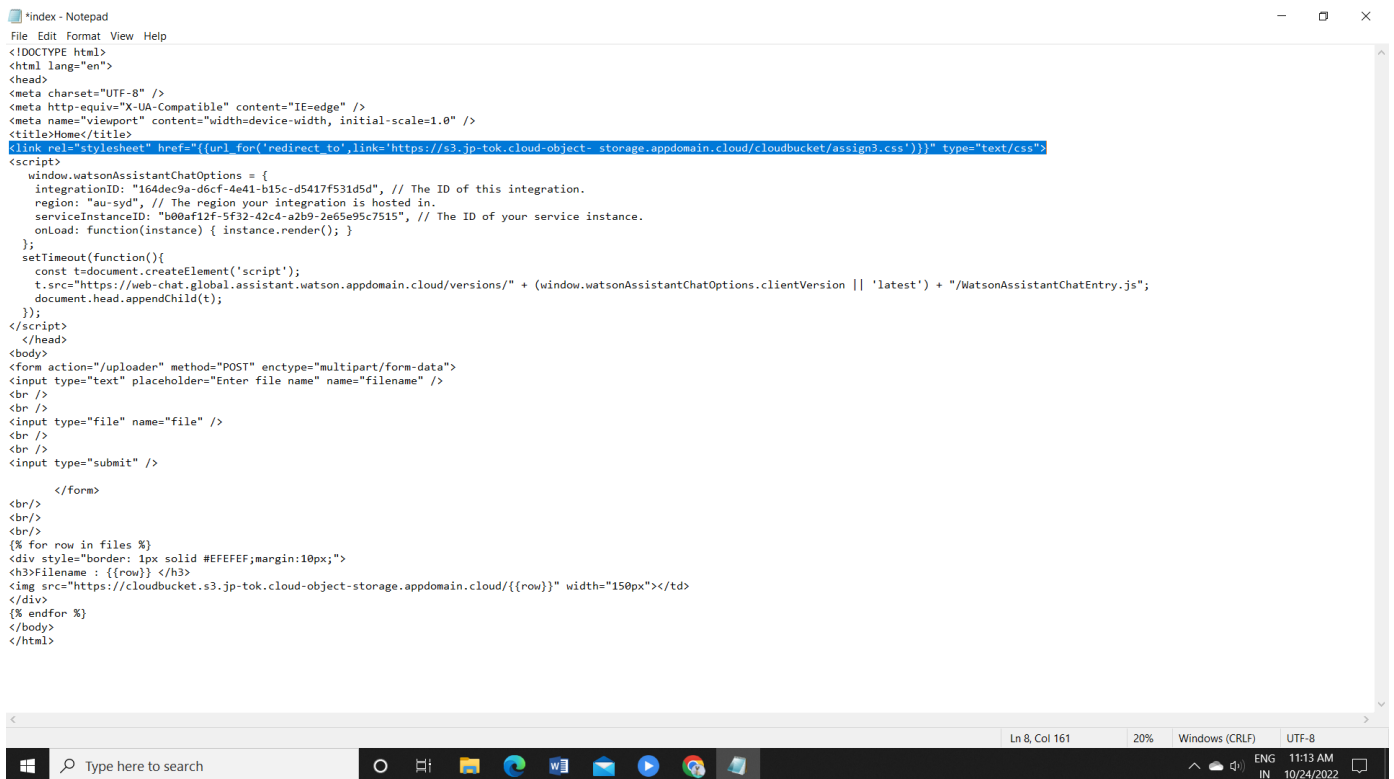 *index - Notepad
File Edit Format View Help
<!DOCTYPE html>
<html lang="en">
<head>
<meta charset="UTF-8" />
<meta http-equiv="X-UA-Compatible" content="IE=edge" />
<meta name="viewport" content="width=device-width, initial-scale=1.0" />
<title>Home</title>
<link rel="stylesheet" href="{{url_for('redirect_to',link='https://s3.jp-tok.cloud-object- storage.appdomain.cloud/cloudbucket/assign3.css')}}" type="text/css">
<script>
    window.watsonAssistantChatOptions = {
     integrationID: "164dec9a-d6cf-4e41-b15c-d5417f531d5d", // The ID of this integration.
     region: "au-syd", // The region your integration is hosted in.
     serviceInstanceID: "b00af12f-5f32-42c4-a2b9-2e65e95c7515", // The ID of your service instance.
     onLoad: function(instance) { instance.render(); }
   };
   setTimeout(function(){
     const t=document.createElement('script');
     t.src="https://web-chat.global.assistant.watson.appdomain.cloud/versions/" + (window.watsonAssistantChatOptions.clientVersion || 'latest') + "/WatsonAssistantChatEntry.js";
     document.head.appendChild(t);
   });
</script>
   </head>
<body>
<form action="/uploader" method="POST" enctype="multipart/form-data">
<input type="text" placeholder="Enter file name" name="filename" />
<br />
<br />
<input type="file" name="file" />
<br />
<br />
<input type="submit" />
        </form>
<br/>
<br/>
<br/>
{% for row in files %}
<div style="border: 1px solid #EFEFEF;margin:10px;">
<h3>Filename : {{row}} </h3>
<img src="https://cloudbucket.s3.jp-tok.cloud-object-storage.appdomain.cloud/{{row}}" width="150px"></td>
</div>
{% endfor %}
</body>
</html>
Ln 8, Col 161 20% Windows (CRLF) UTF-8
Type here to search
ENG 11:13 AM
IN 10/24/2022